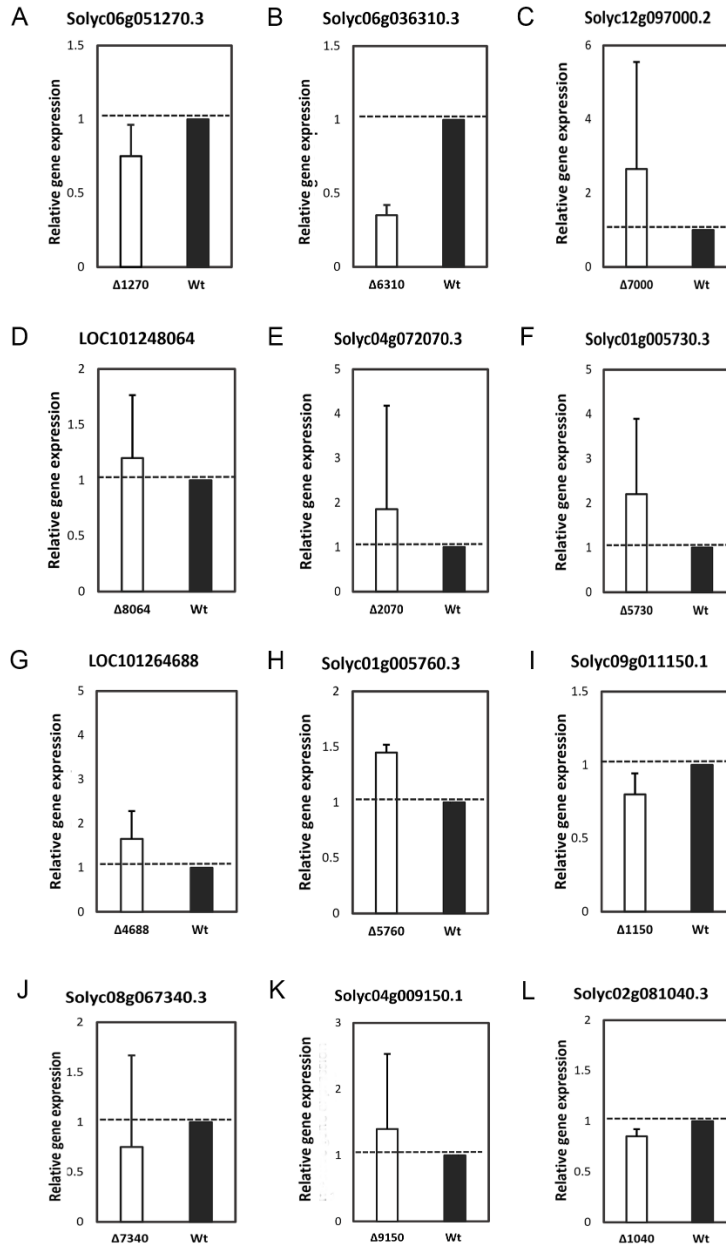 A Solyc06g051270.3
Relative gene expression
1.5
1
0.5
0
Δ1270 Wt
B Solyc06g036310.3
Relative gene expression
1.5
1
0.5
0
Δ6310 Wt
C Solyc12g097000.2
Relative gene expression
6
4
2
0
Δ7000 Wt
D LOC101248064
Relative gene expression
2
1.5
1
0.5
0
Δ8064 Wt
E Solyc04g072070.3
Relative gene expression
5
4
3
2
1
0
Δ2070 Wt
F Solyc01g005730.3
Relative gene expression
5
4
3
2
1
0
Δ5730 Wt
G LOC101264688
Relative gene expression
5
4
3
2
1
0
Δ4688 Wt
H Solyc01g005760.3
Relative gene expression
2
1.5
1
0.5
0
Δ5760 Wt
I Solyc09g011150.1
Relative gene expression
1.5
1
0.5
0
Δ1150 Wt
J Solyc08g067340.3
Relative gene expression
2
1.5
1
0.5
0
Δ7340 Wt
K Solyc04g009150.1
Relative gene expression
3
2
1
0
Δ9150 Wt
L Solyc02g081040.3
Relative gene expression
2
1.5
1
0.5
0
Δ1040 Wt